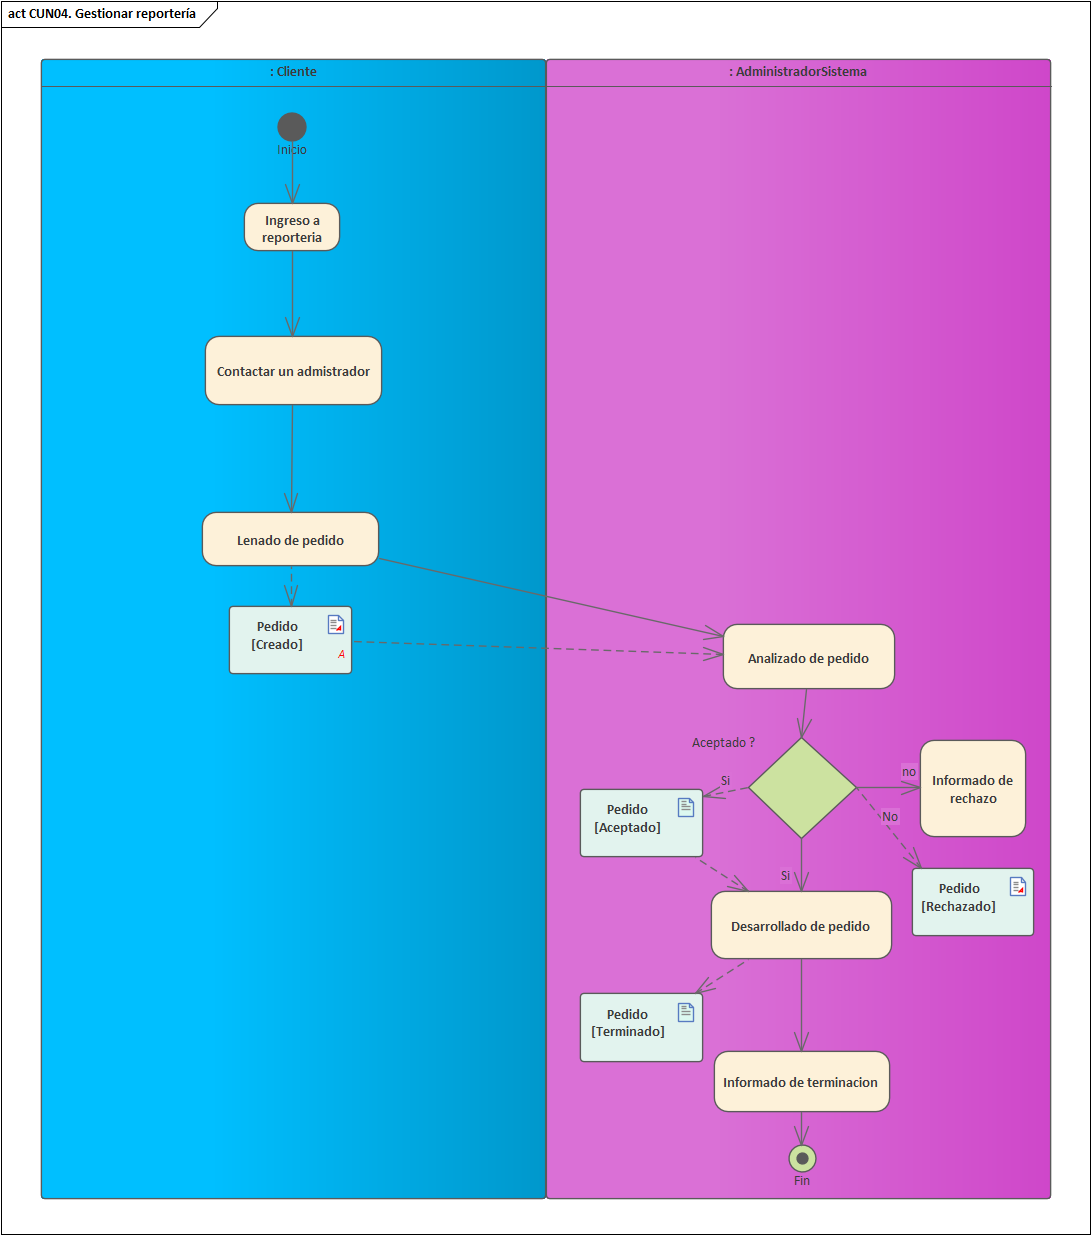 act CUN04. Gestionar reportería
: Cliente
: AdministradorSistema
Inicio
Ingreso a
reporteria
Contactar un admistrador
Lenado de pedido
Pedido
[Creado]
A
Analizado de pedido
Aceptado ?
Si
no
Informado de
rechazo
Pedido
[Aceptado]
No
Si
Pedido
[Rechazado]
Desarrollado de pedido
Pedido
[Terminado]
Informado de terminacion
Fin